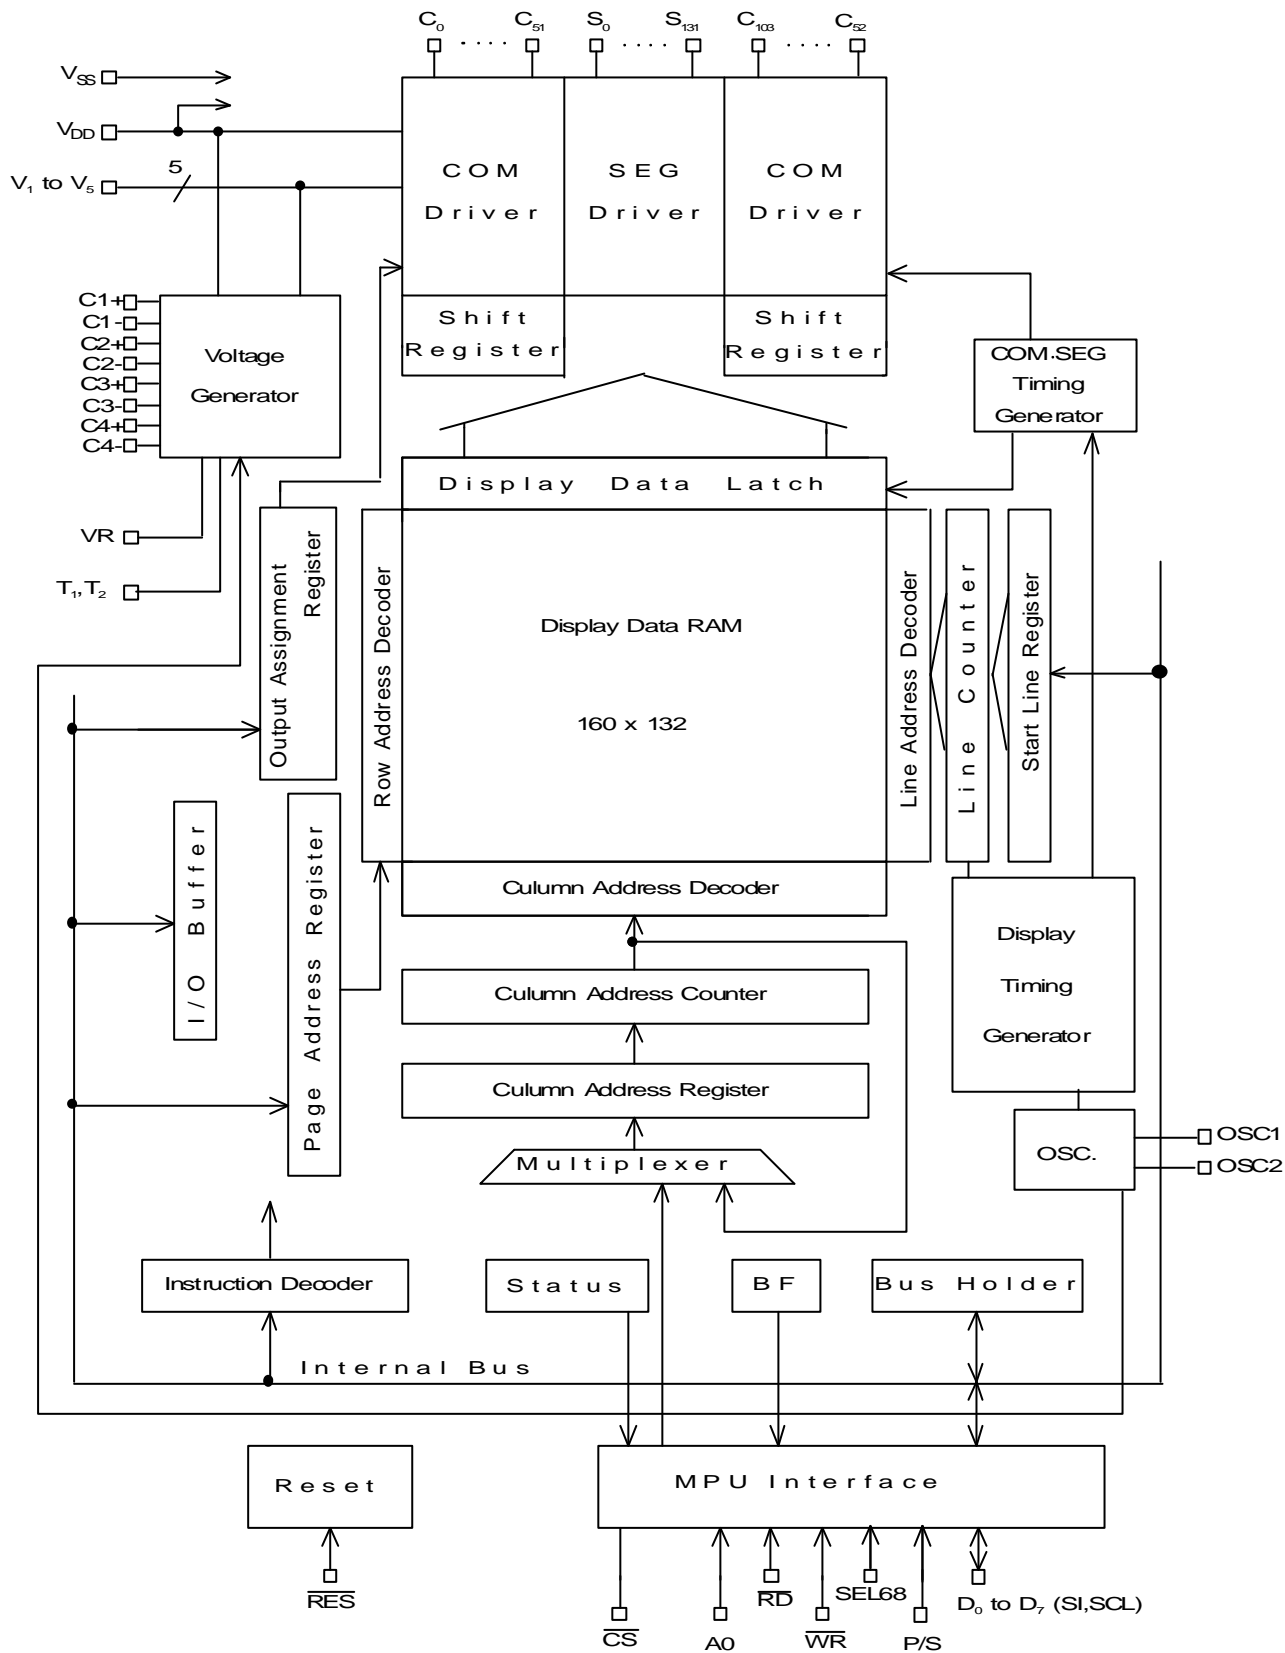 C0 .... C51 S0 .... S131 C103 .... C52
VSS
VDD
V1 to V5
5
COM
Driver
SEG
Driver
COM
Driver
Shift
Register
Shift
Register
C1+
C1-
C2+
C2-
C3+
C3-
C4+
C4-
Voltage
Generator
COM·SEG
Timing
Generator
VR
T1,T2
Display Data Latch
Output Assignment
Register
Row Address Decoder
Display Data RAM
160 x 132
Line Address Decoder
Line Counter
Start Line Register
I/O Buffer
Page Address Register
Culumn Address Decoder
Culumn Address Counter
Culumn Address Register
Multiplexer
Display
Timing
Generator
OSC.
OSC1
OSC2
Instruction Decoder
Status
BF
Bus Holder
Internal Bus
Reset
MPU Interface
RES
CS
A0
RD
WR
SEL68
P/S
D0 to D7 (SI,SCL)